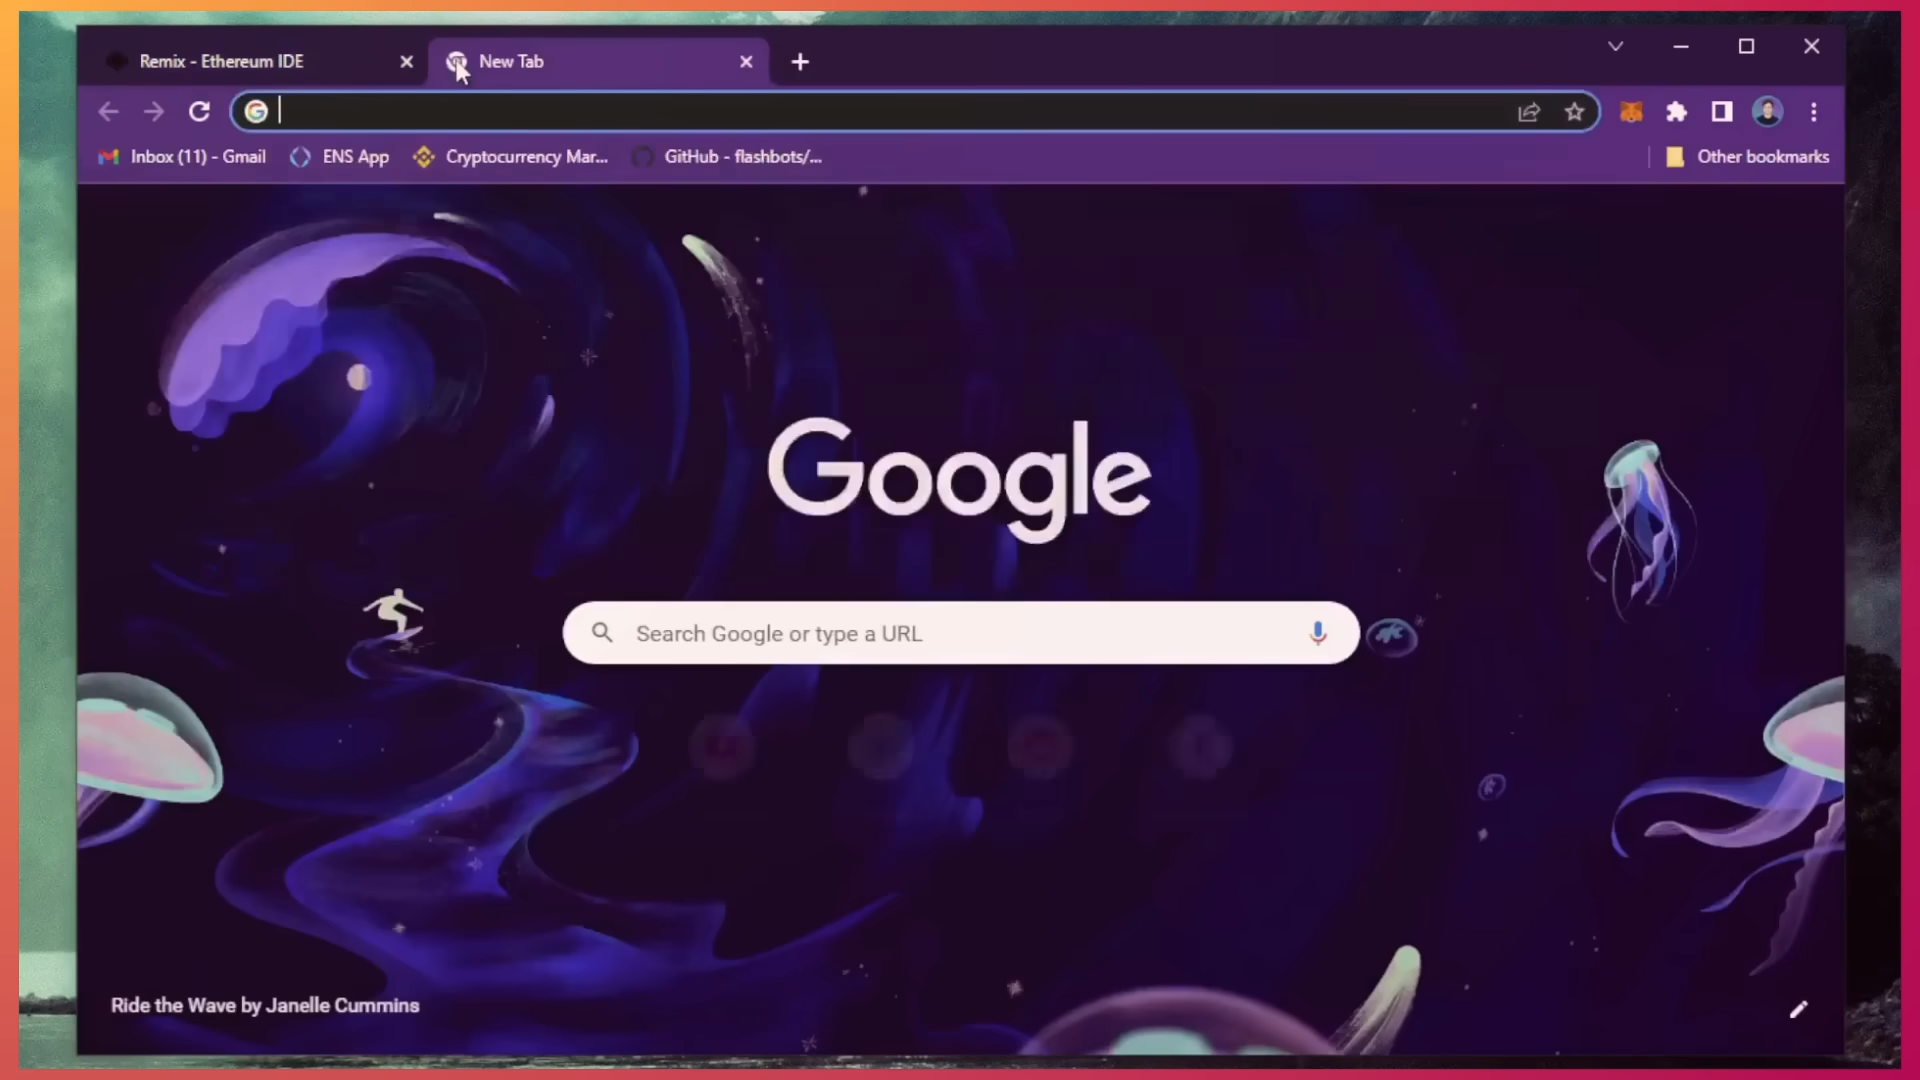 Remix - Ethereum IDE
New Tab
Inbox (11) - Gmail
ENS App
Cryptocurrency Mar...
GitHub - flashbots/...
Other bookmarks
Google
Search Google or type a URL
Ride the Wave by Janelle Cummins